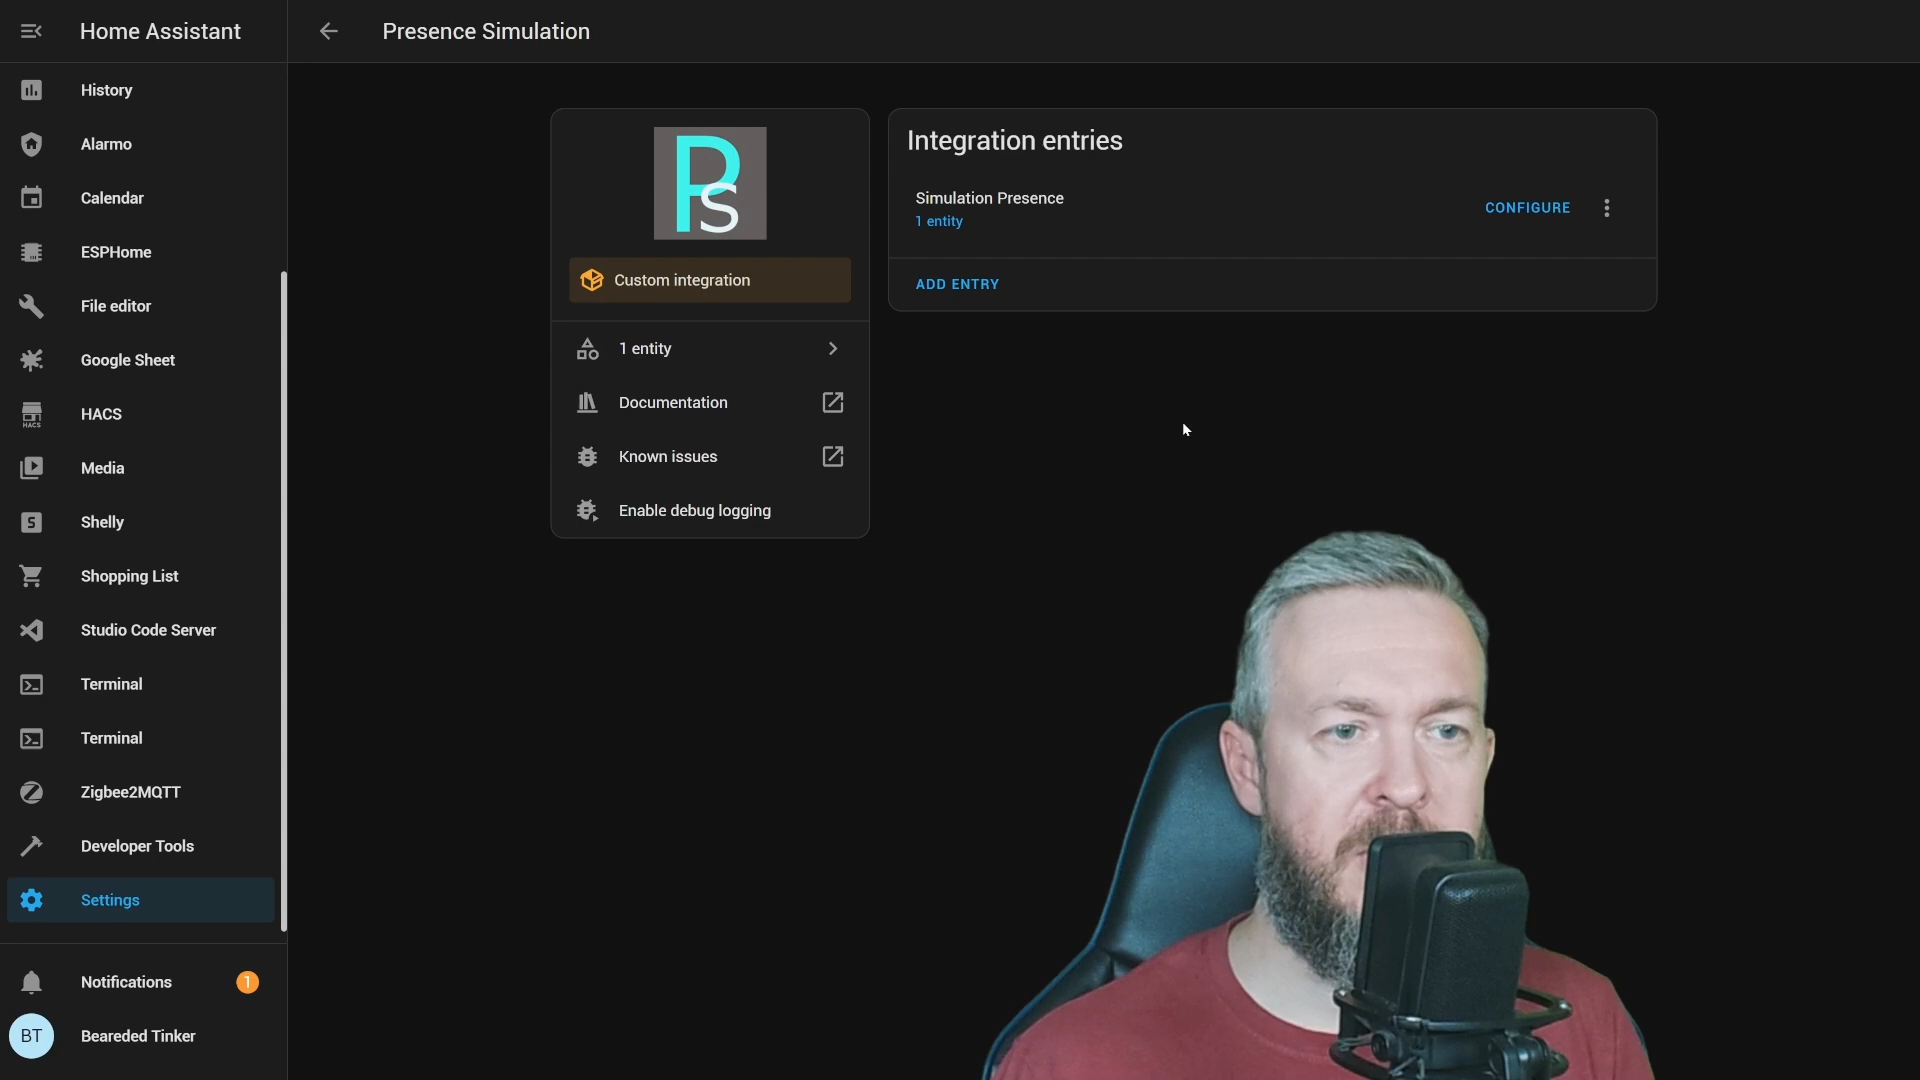 Home Assistant
Presence Simulation
History
Alarmo
Calendar
ESPHome
File editor
Google Sheet
HACS
HACS
Media
S
Shelly
Shopping List
Studio Code Server
Terminal
Terminal
Zigbee2MQTT
Developer Tools
Settings
Notifications
1
BT
Beareded Tinker
PS
Custom integration
1 entity
Documentation
Known issues
Enable debug logging
Integration entries
Simulation Presence
1 entity
CONFIGURE
ADD ENTRY